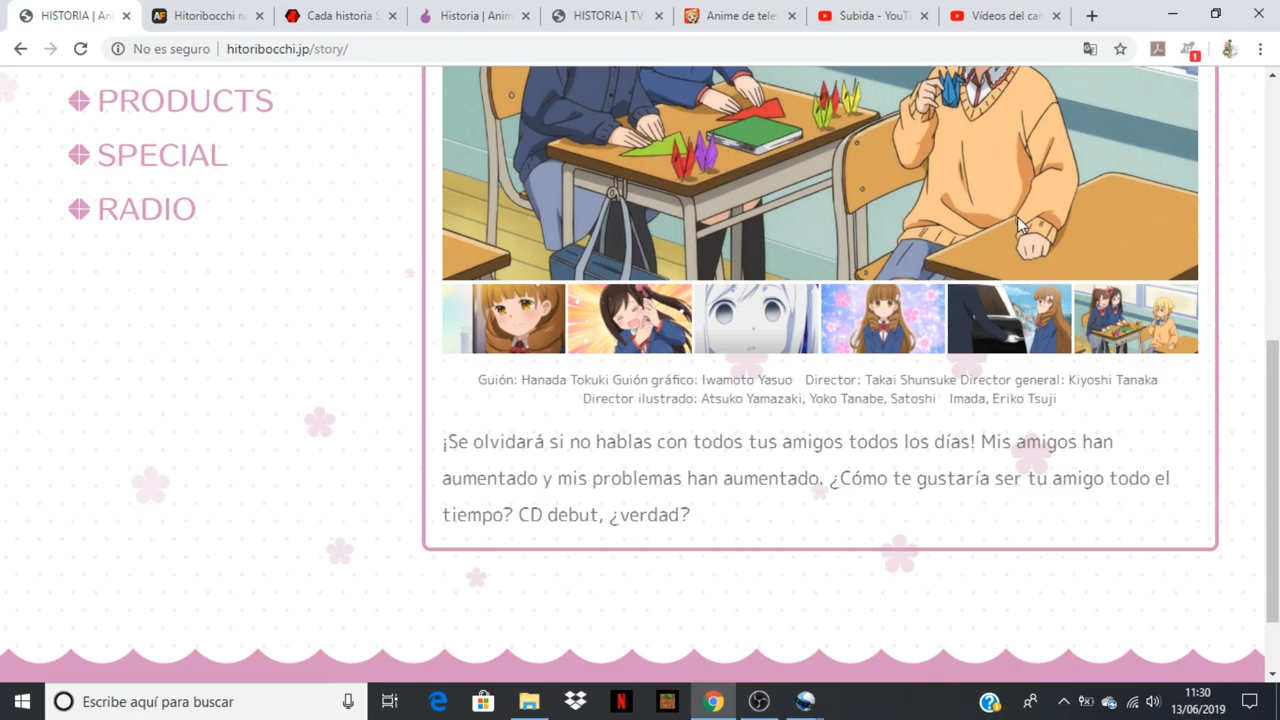 HISTORIA | Ani
Hitoribocchi n
Cada historia S
Historia | Anim
HISTORIA | TV
Anime de tele
Subida - YouT
Vídeos del can
No es seguro
hitoribocchi.jp/story/
1
PRODUCTS
SPECIAL
RADIO
Guión: Hanada Tokuki Guión gráfico: Iwamoto Yasuo Director: Takai Shunsuke Director general: Kiyoshi Tanaka
Director ilustrado: Atsuko Yamazaki, Yoko Tanabe, Satoshi Imada, Eriko Tsuji
¡Se olvidará si no hablas con todos tus amigos todos los días! Mis amigos han
aumentado y mis problemas han aumentado. ¿Cómo te gustaría ser tu amigo todo el
tiempo? CD debut, ¿verdad?
Escribe aquí para buscar
11:30
13/06/2019